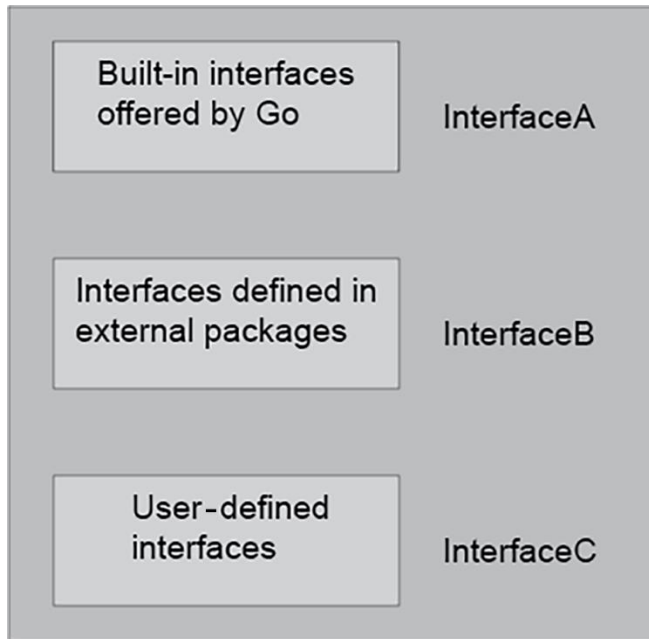 Built-in interfaces
offered by Go
InterfaceA
Interfaces defined in
external packages
InterfaceB
User-defined
interfaces
InterfaceC